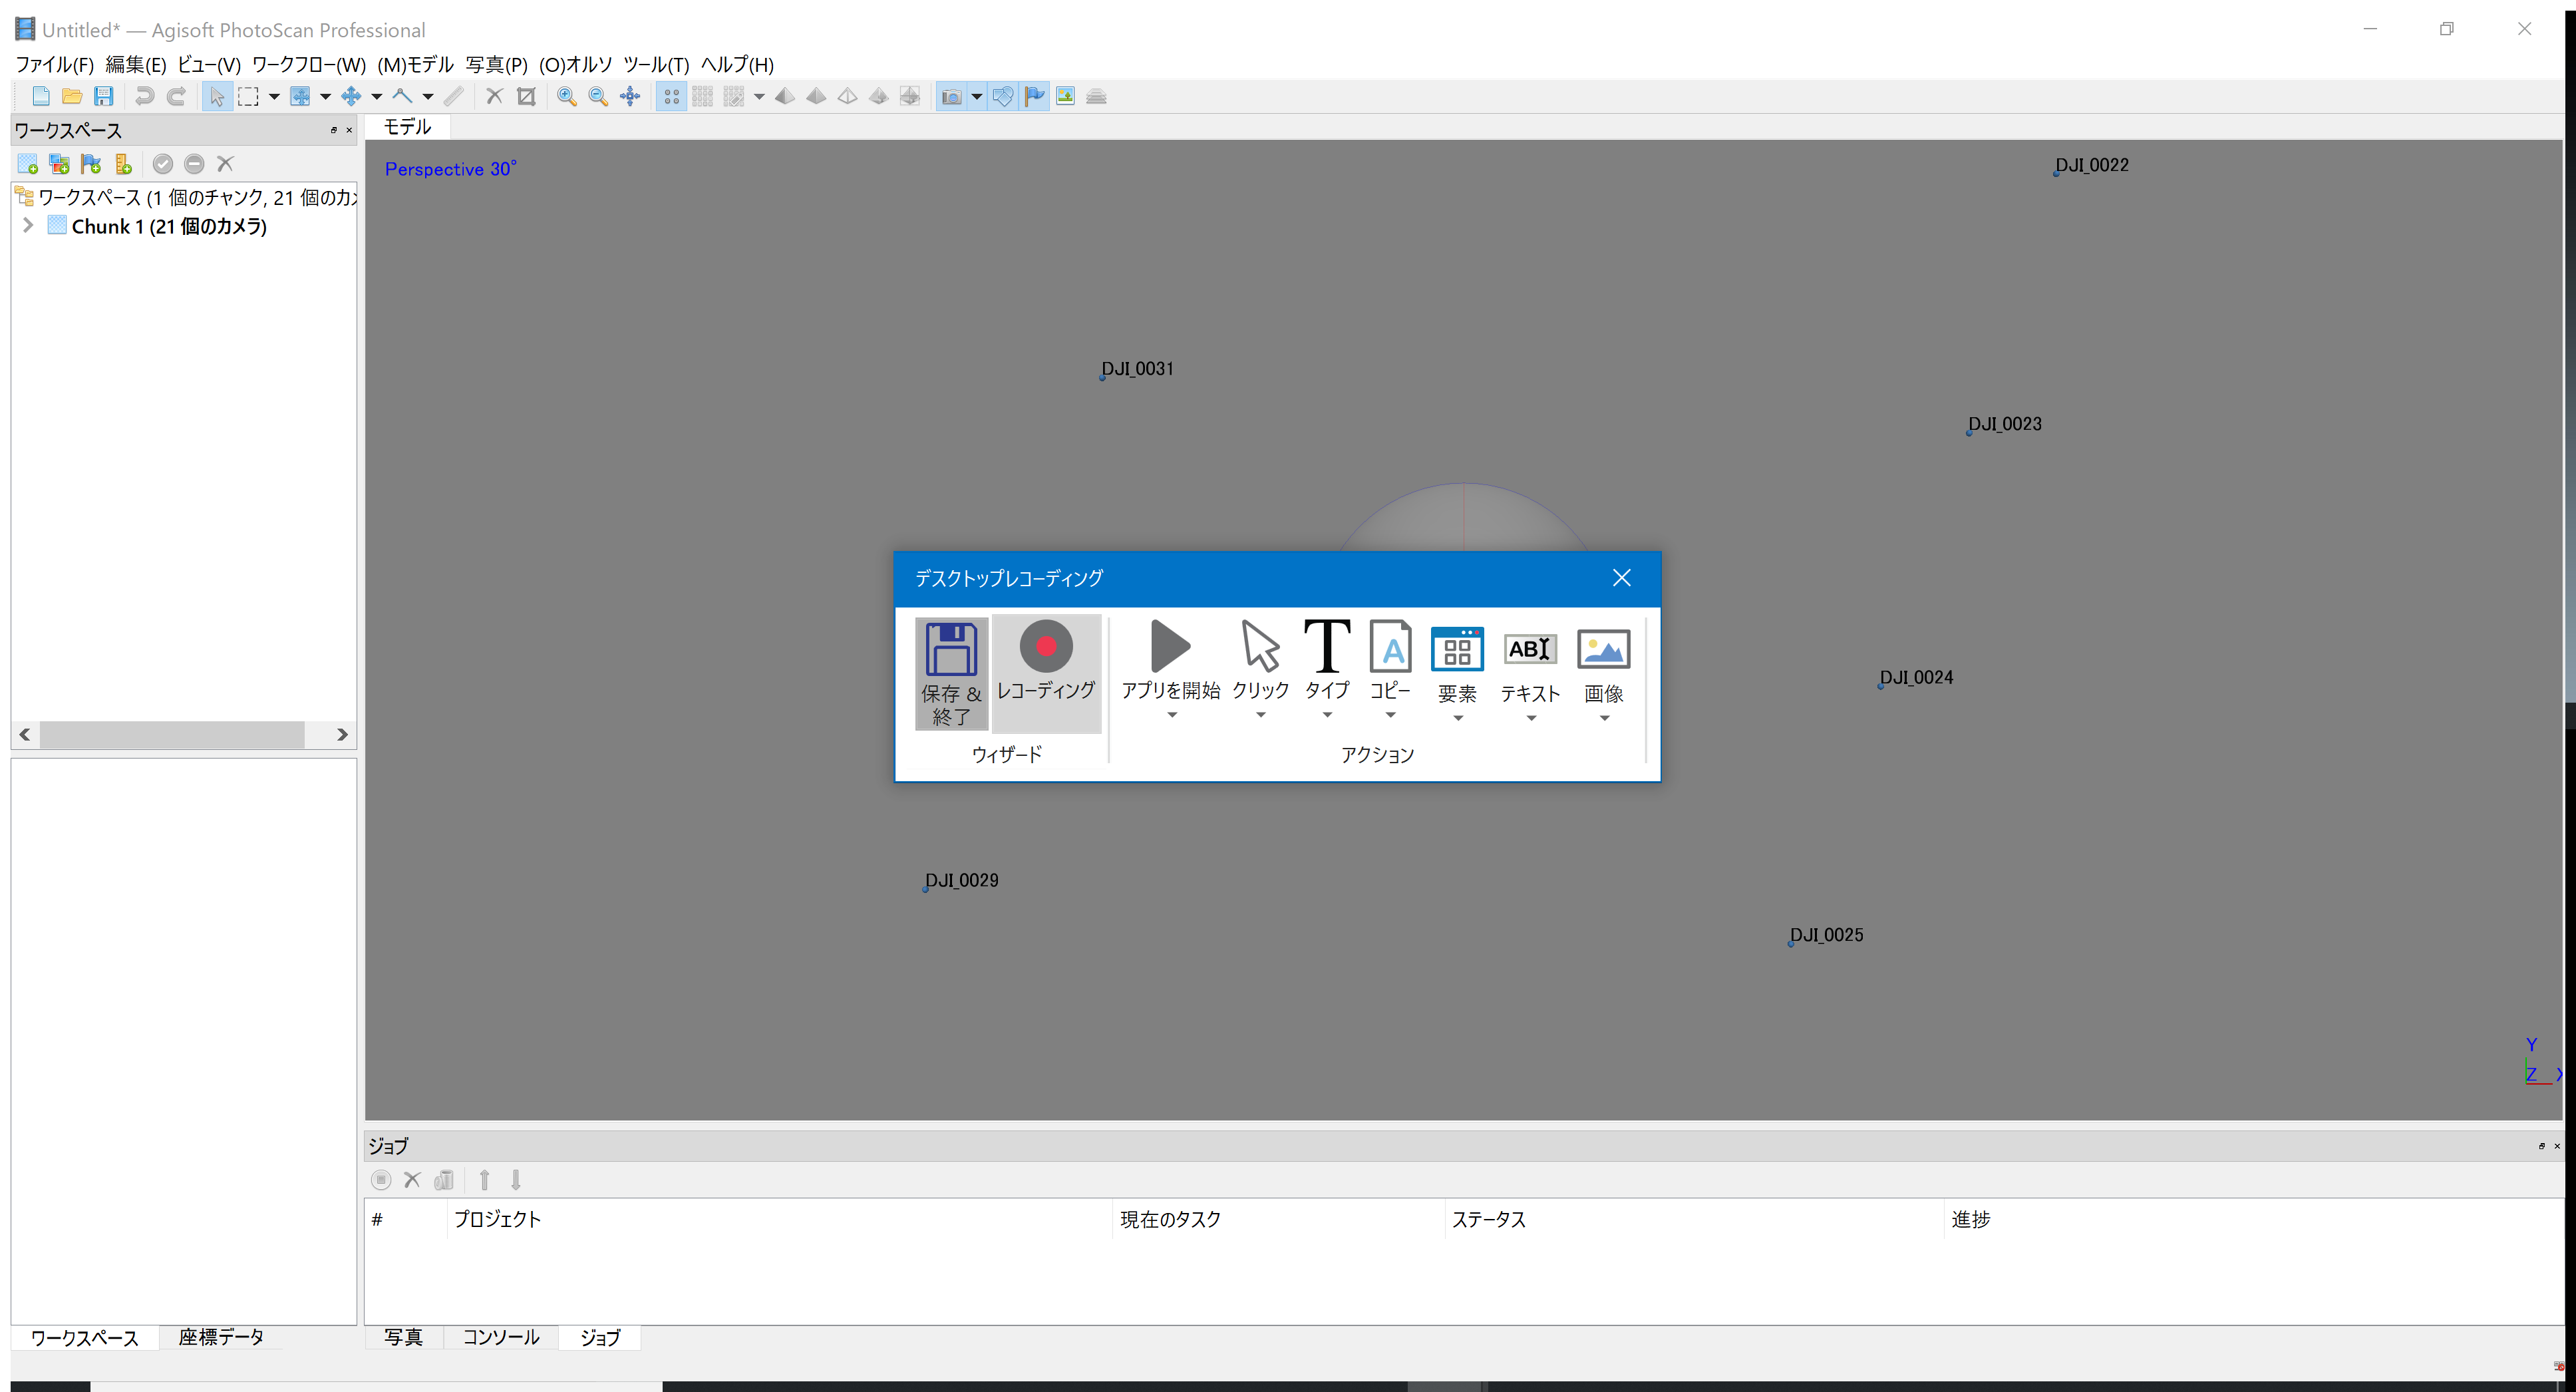 Untitled* — Agisoft PhotoScan Professional
ファイル(F) 編集(E) ビュー(V) ワークフロー(W) (M)モデル 写真(P) (O)オルソ ツール(T) ヘルプ(H)
ワークスペース
モデル
ワークスペース (1 個のチャンク, 21 個のカメ
Chunk 1 (21 個のカメラ)
Perspective 30°
DJI_0022
DJI_0031
DJI_0023
デスクトップレコーディング
保存 &
終了
レコーディング
アプリを開始
クリック
タイプ
コピー
要素
テキスト
画像
ABI
A
ウィザード
アクション
DJI_0024
DJI_0029
DJI_0025
Y
Z X
ジョブ
# プロジェクト 現在のタスク ステータス 進捗
ワークスペース 座標データ
写真 コンソール ジョブ